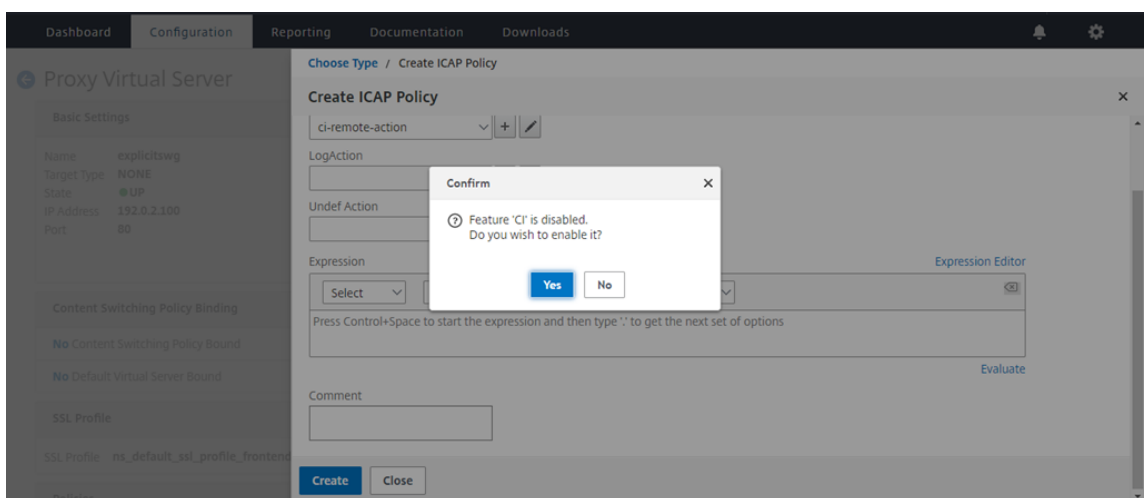 Dashboard Configuration Reporting Documentation Downloads
Proxy Virtual Server
Basic Settings
Name explicitswg
Target Type NONE
State UP
IP Address 192.0.2.100
Port 80
Content Switching Policy Binding
No Content Switching Policy Bound
No Default Virtual Server Bound
SSL Profile
SSL Profile ns_default_ssl_profile_frontend
Policies
Choose Type / Create ICAP Policy
Create ICAP Policy
ci-remote-action
LogAction
Undef Action
Expression
Expression Editor
Select
Press Control+Space to start the expression and then type '.' to get the next set of options
Evaluate
Comment
Create Close
Confirm
Feature 'CI' is disabled.
Do you wish to enable it?
Yes No